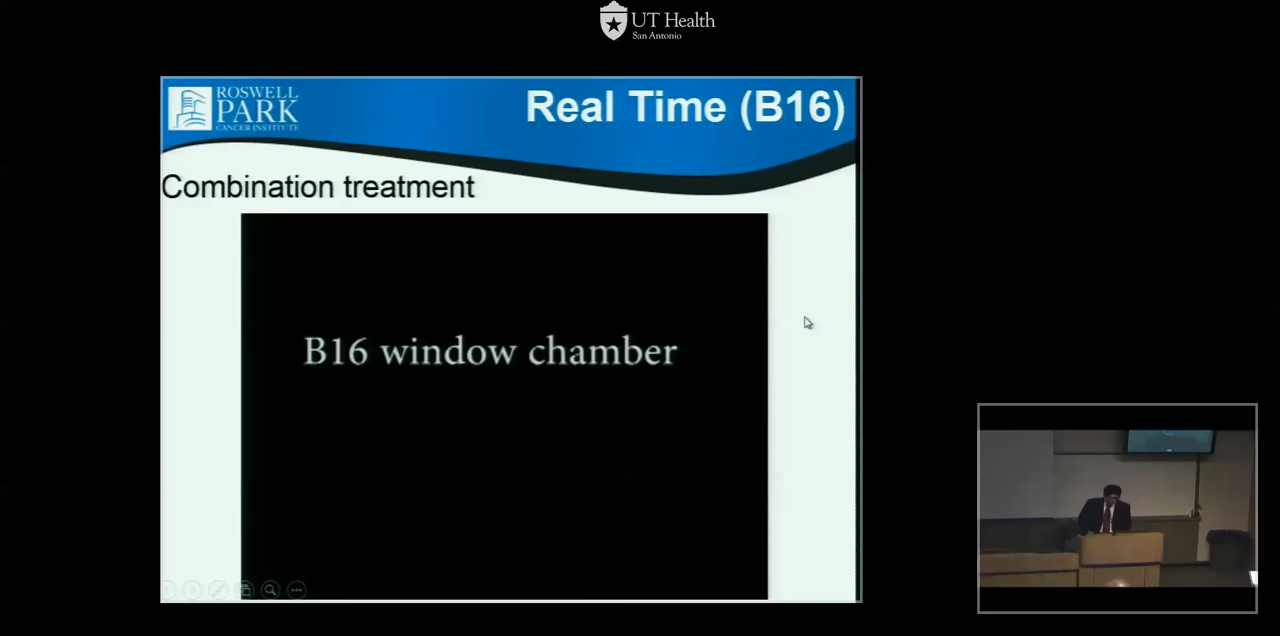 UT Health
San Antonio
ROSWELL
PARK
CANCER INSTITUTE
Real Time (B16)
Combination treatment
B16 window chamber